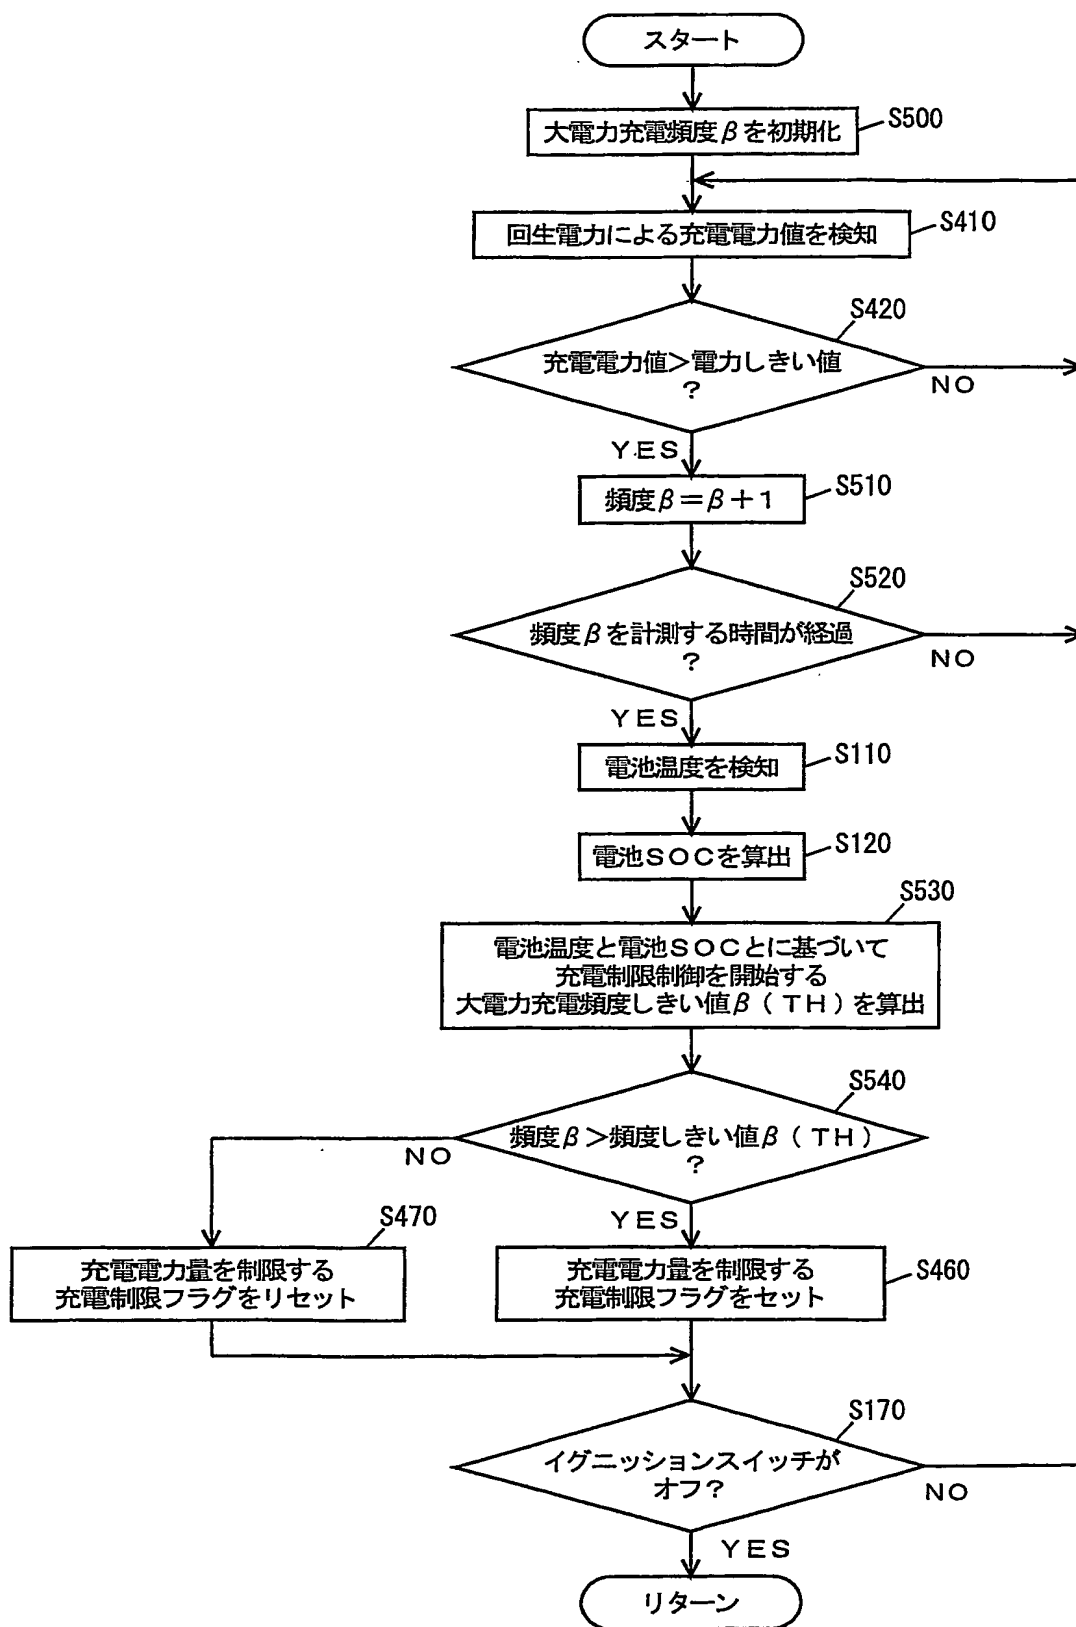 スタート
大電力充電頻度βを初期化
S500
回生電力による充電電力値を検知
S410
S420
充電電力値>電力しきい値
?
NO
YES
頻度β=β+1
S510
S520
頻度βを計測する時間が経過
?
NO
YES
電池温度を検知
S110
電池SOCを算出
S120
S530
電池温度と電池SOCとに基づいて
充電制限制御を開始する
大電力充電頻度しきい値β(TH)を算出
S540
頻度β>頻度しきい値β(TH)
?
NO
YES
S470
充電電力量を制限する
充電制限フラグをリセット
充電電力量を制限する
充電制限フラグをセット
S460
S170
イグニッションスイッチが
オフ?
NO
YES
リターン